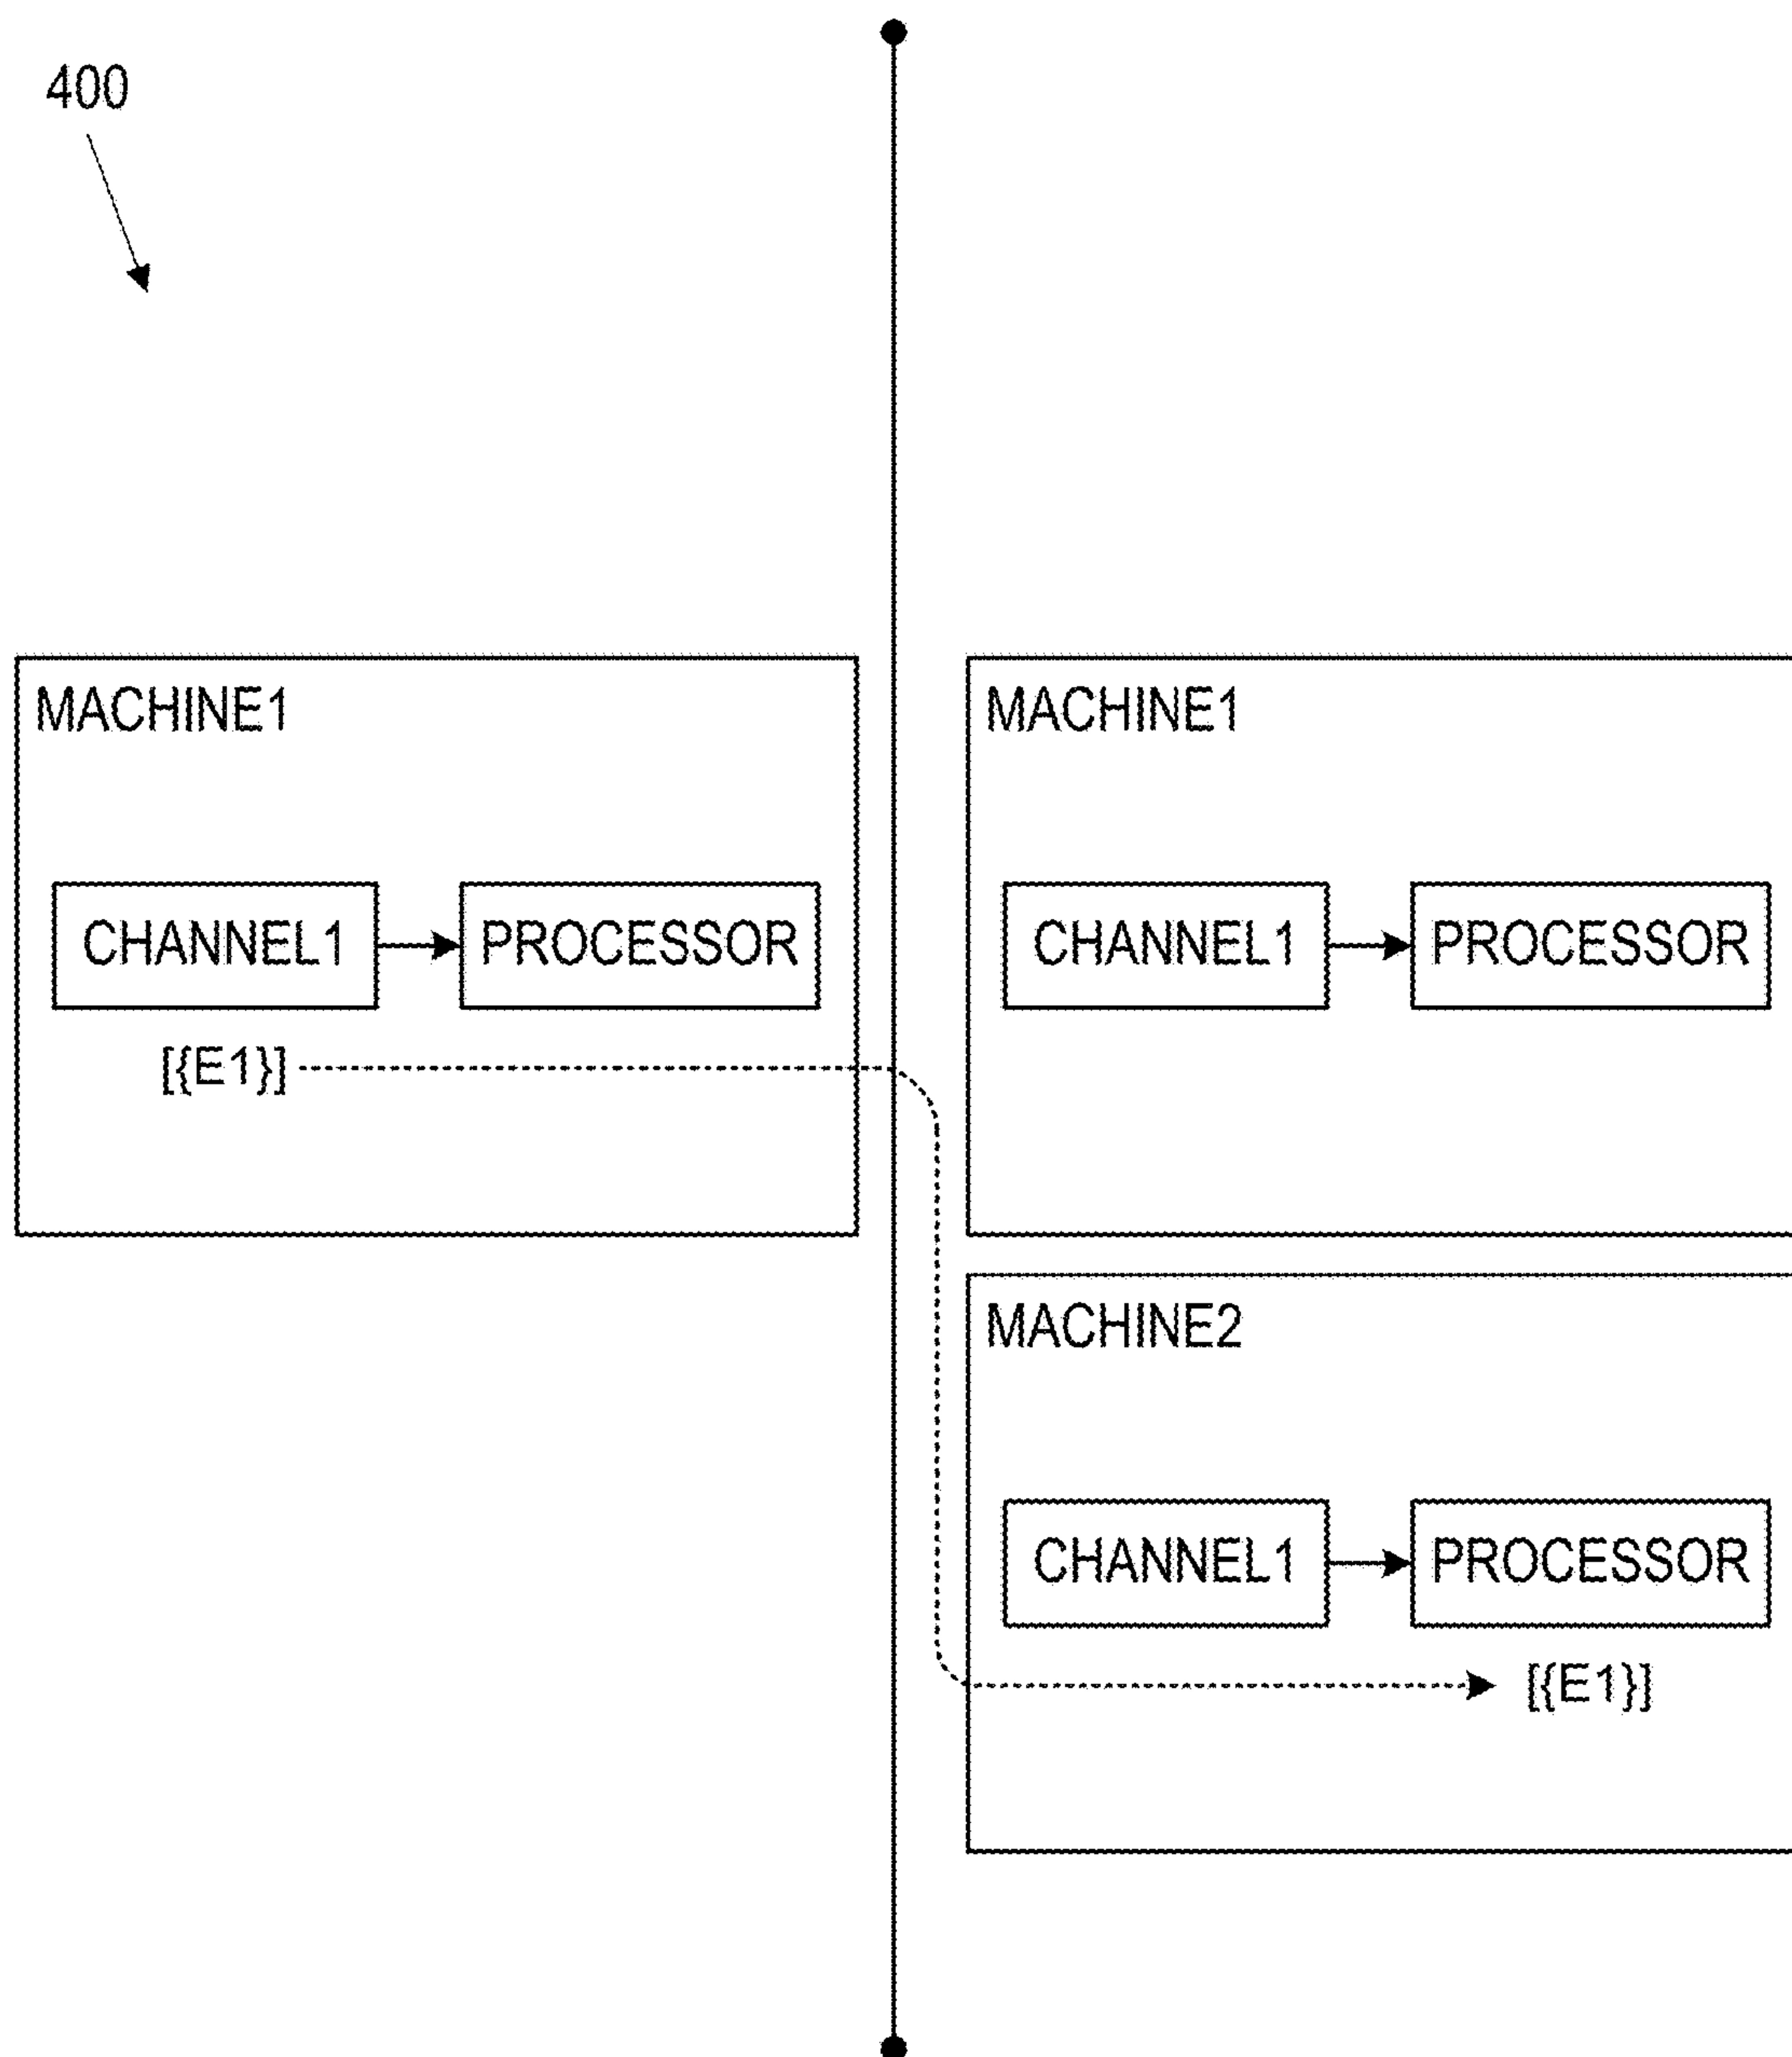 400
MACHINE1
CHANNEL1
PROCESSOR
[{E1}]
MACHINE1
CHANNEL1
PROCESSOR
MACHINE2
CHANNEL1
PROCESSOR
[{E1}]